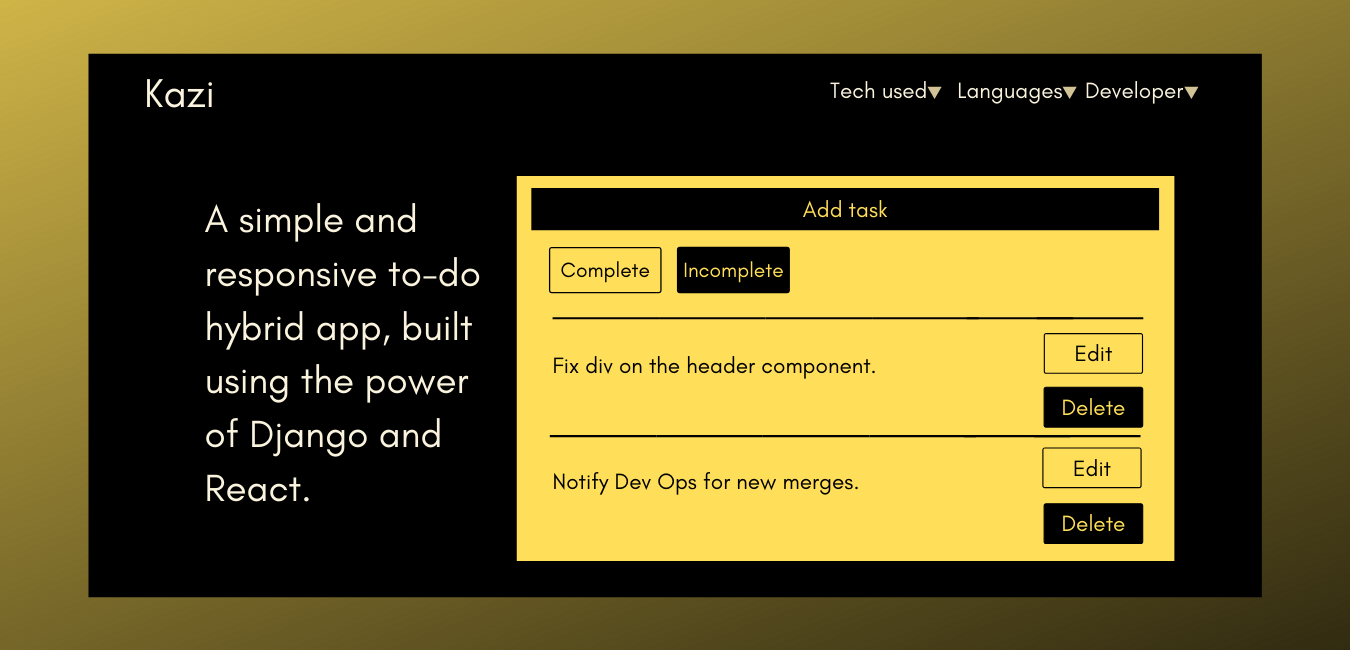 Kazi
Tech used▼ Languages▼ Developer▼
A simple and
responsive to-do
hybrid app, built
using the power
of Django and
React.
Add task
Complete Incomplete
Fix div on the header component.
Edit
Delete
Notify Dev Ops for new merges.
Edit
Delete